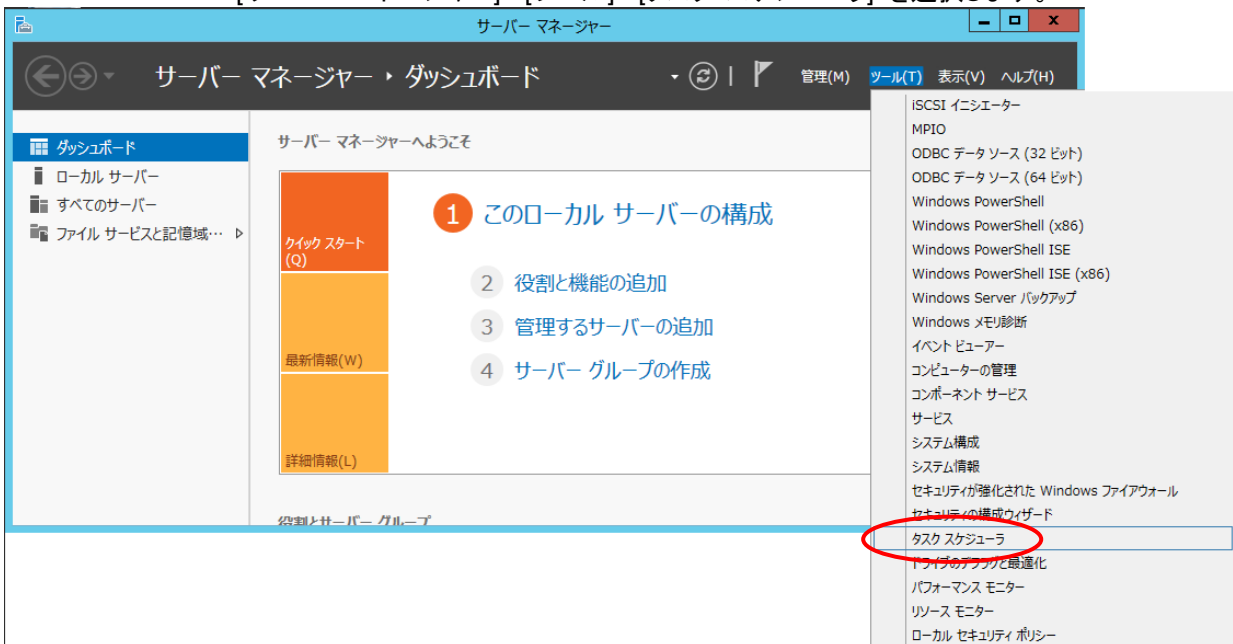 を選択します。
サーバー マネージャー
サーバー マネージャー ・ ダッシュボード
管理(M) ツール(T) 表示(V) ヘルプ(H)
ダッシュボード
ローカル サーバー
すべてのサーバー
ファイル サービスと記憶域…
サーバー マネージャーへようこそ
クイック スタート
(Q)
最新情報(W)
詳細情報(L)
1 このローカル サーバーの構成
2 役割と機能の追加
3 管理するサーバーの追加
4 サーバー グループの作成
役割とサーバー グループ
iSCSI イニシエーター
MPIO
ODBC データ ソース (32 ビット)
ODBC データ ソース (64 ビット)
Windows PowerShell
Windows PowerShell (x86)
Windows PowerShell ISE
Windows PowerShell ISE (x86)
Windows Server バックアップ
Windows メモリ診断
イベント ビューアー
コンピューターの管理
コンポーネント サービス
サービス
システム構成
システム情報
セキュリティが強化された Windows ファイアウォール
セキュリティの構成ウィザード
タスク スケジューラ
ドライブのデフラグと最適化
パフォーマンス モニター
リソース モニター
ローカル セキュリティ ポリシー